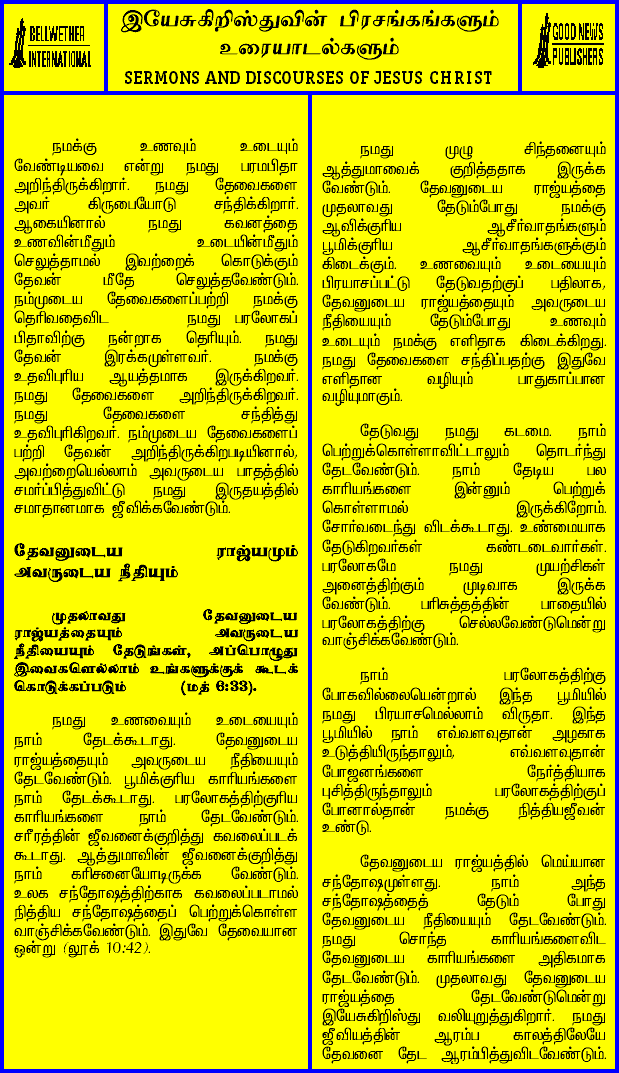 BELLWETHER
INTERNATIONAL
இயேசுகிறிஸ்துவின் பிரசங்கங்களும்
உரையாடல்களும்
SERMONS AND DISCOURSES OF JESUS CHRIST
GOOD NEWS
PUBLISHERS
நமக்கு உணவும் உடையும்
வேண்டியவை என்று நமது பரமபிதா
அறிந்திருக்கிறார். நமது தேவைகளை
அவர் கிருபையோடு சந்திக்கிறார்.
ஆகையினால் நமது கவனத்தை
உணவின்மீதும் உடையின்மீதும்
செலுத்தாமல் இவற்றைக் கொடுக்கும்
தேவன் மீதே செலுத்தவேண்டும்.
நம்முடைய தேவைகளைப்பற்றி நமக்கு
தெரிவதைவிட நமது பரலோகப்
பிதாவிற்கு நன்றாக தெரியும். நமது
தேவன் இரக்கமுள்ளவர். நமக்கு
உதவிபுரிய ஆயத்தமாக இருக்கிறவர்.
நமது தேவைகளை அறிந்திருக்கிறவர்.
நமது தேவைகளை சந்தித்து
உதவிபுரிகிறவர். நம்முடைய தேவைகளைப்
பற்றி தேவன் அறிந்திருக்கிறபடியினால்,
அவற்றையெல்லாம் அவருடைய பாதத்தில்
சமர்ப்பித்துவிட்டு நமது இருதயத்தில்
சமாதானமாக ஜீவிக்கவேண்டும்.
தேவனுடைய ராஜ்யமும்
அவருடைய நீதியும்
முதலாவது தேவனுடைய
ராஜ்யத்தையும் அவருடைய
நீதியையும் தேடுங்கள், அப்பொழுது
இவைகளெல்லாம் உங்களுக்குக் கூடக்
கொடுக்கப்படும் (மத் 6:33).
நமது உணவையும் உடையையும்
நாம் தேடக்கூடாது. தேவனுடைய
ராஜ்யத்தையும் அவருடைய நீதியையும்
தேடவேண்டும். பூமிக்குரிய காரியங்களை
நாம் தேடக்கூடாது. பரலோகத்திற்குரிய
காரியங்களை நாம் தேடவேண்டும்.
சரீரத்தின் ஜீவனைக்குறித்து கவலைப்படக்
கூடாது. ஆத்துமாவின் ஜீவனைக்குறித்து
நாம் கரிசனையோடிருக்க வேண்டும்.
உலக சந்தோஷத்திற்காக கவலைப்படாமல்
நித்திய சந்தோஷத்தைப் பெற்றுக்கொள்ள
வாஞ்சிக்கவேண்டும். இதுவே தேவையான
ஒன்று (லூக் 10:42).
நமது முழு சிந்தனையும்
ஆத்துமாவைக் குறித்ததாக இருக்க
வேண்டும். தேவனுடைய ராஜ்யத்தை
முதலாவது தேடும்போது நமக்கு
ஆவிக்குரிய ஆசீர்வாதங்களும்
பூமிக்குரிய ஆசீர்வாதங்களுக்கும்
கிடைக்கும். உணவையும் உடையையும்
பிரயாசப்பட்டு தேடுவதற்குப் பதிலாக,
தேவனுடைய ராஜ்யத்தையும் அவருடைய
நீதியையும் தேடும்போது உணவும்
உடையும் நமக்கு எளிதாக கிடைக்கிறது.
நமது தேவைகளை சந்திப்பதற்கு இதுவே
எளிதான வழியும் பாதுகாப்பான
வழியுமாகும்.
தேடுவது நமது கடமை. நாம்
பெற்றுக்கொள்ளாவிட்டாலும் தொடர்ந்து
தேடவேண்டும். நாம் தேடிய பல
காரியங்களை இன்னும் பெற்றுக்
கொள்ளாமல் இருக்கிறோம்.
சோர்வடைந்து விடக்கூடாது. உண்மையாக
தேடுகிறவர்கள் கண்டடைவார்கள்.
பரலோகமே நமது முயற்சிகள்
அனைத்திற்கும் முடிவாக இருக்க
வேண்டும். பரிசுத்தத்தின் பாதையில்
பரலோகத்திற்கு செல்லவேண்டுமென்று
வாஞ்சிக்கவேண்டும்.
நாம் பரலோகத்திற்கு
போகவில்லையென்றால் இந்த பூமியில்
நமது பிரயாசமெல்லாம் விருதா. இந்த
பூமியில் நாம் எவ்வளவுதான் அழகாக
உடுத்தியிருந்தாலும், எவ்வளவுதான்
போஜனங்களை நேர்த்தியாக
புசித்திருந்தாலும் பரலோகத்திற்குப்
போனால்தான் நமக்கு நித்தியஜீவன்
உண்டு.
தேவனுடைய ராஜ்யத்தில் மெய்யான
சந்தோஷமுள்ளது. நாம் அந்த
சந்தோஷத்தைத் தேடும் போது
தேவனுடைய நீதியையும் தேடவேண்டும்.
நமது சொந்த காரியங்களைவிட
தேவனுடைய காரியங்களை அதிகமாக
தேடவேண்டும். முதலாவது தேவனுடைய
ராஜ்யத்தை தேடவேண்டுமென்று
இயேசுகிறிஸ்து வலியுறுத்துகிறார். நமது
ஜீவியத்தின் ஆரம்ப காலத்திலேயே
தேவனை தேட ஆரம்பித்துவிடவேண்டும்.